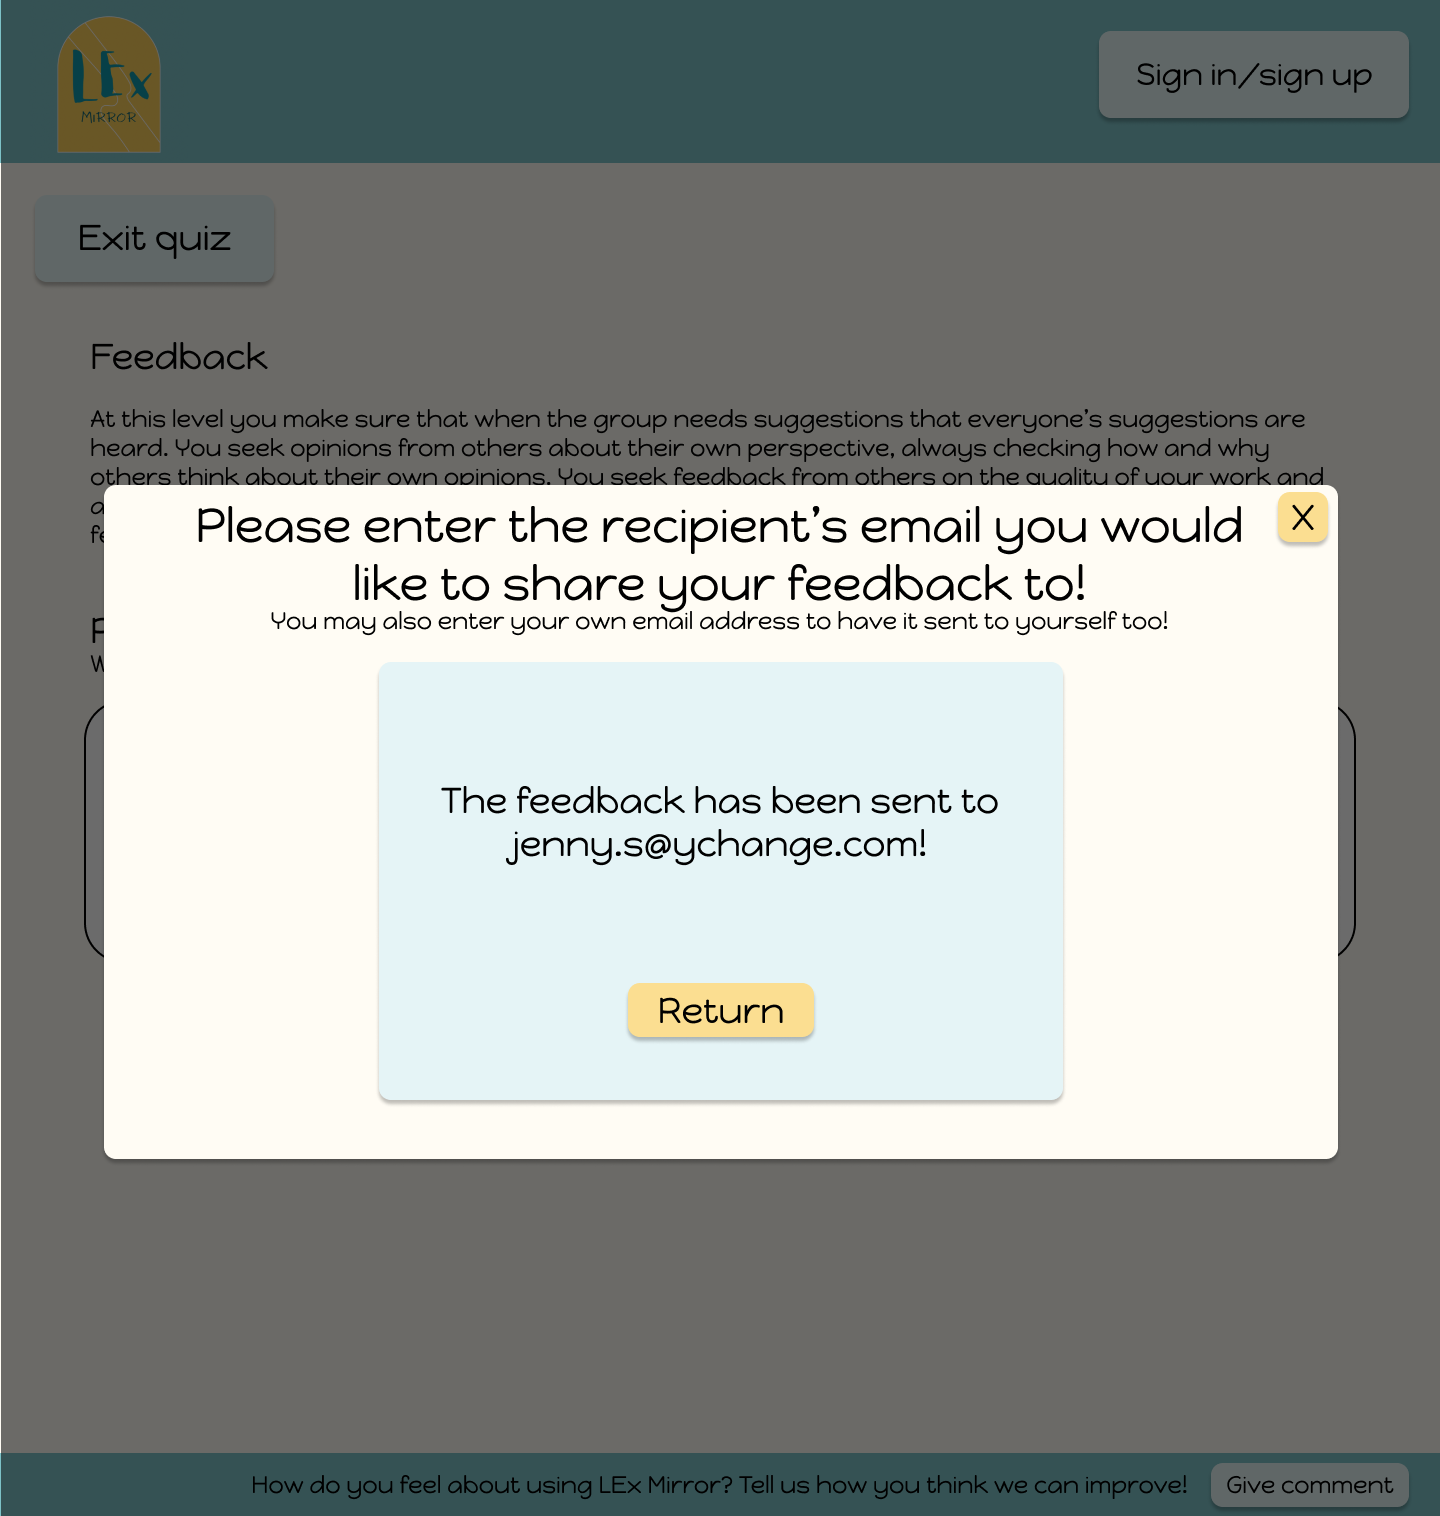 LEx
MIRROR
Sign in/sign up
Exit quiz
Feedback
At this level you make sure that when the group needs suggestions that everyone's suggestions are
heard. You seek opinions from others about their own perspective, always checking how and why
others think about their own opinions. You seek feedback from others on the quality of your work and
Please enter the recipient's email you would
like to share your feedback to!
X
You may also enter your own email address to have it sent to yourself too!
The feedback has been sent to
jenny.s@ychange.com!
Return
How do you feel about using LEx Mirror? Tell us how you think we can improve!
Give comment